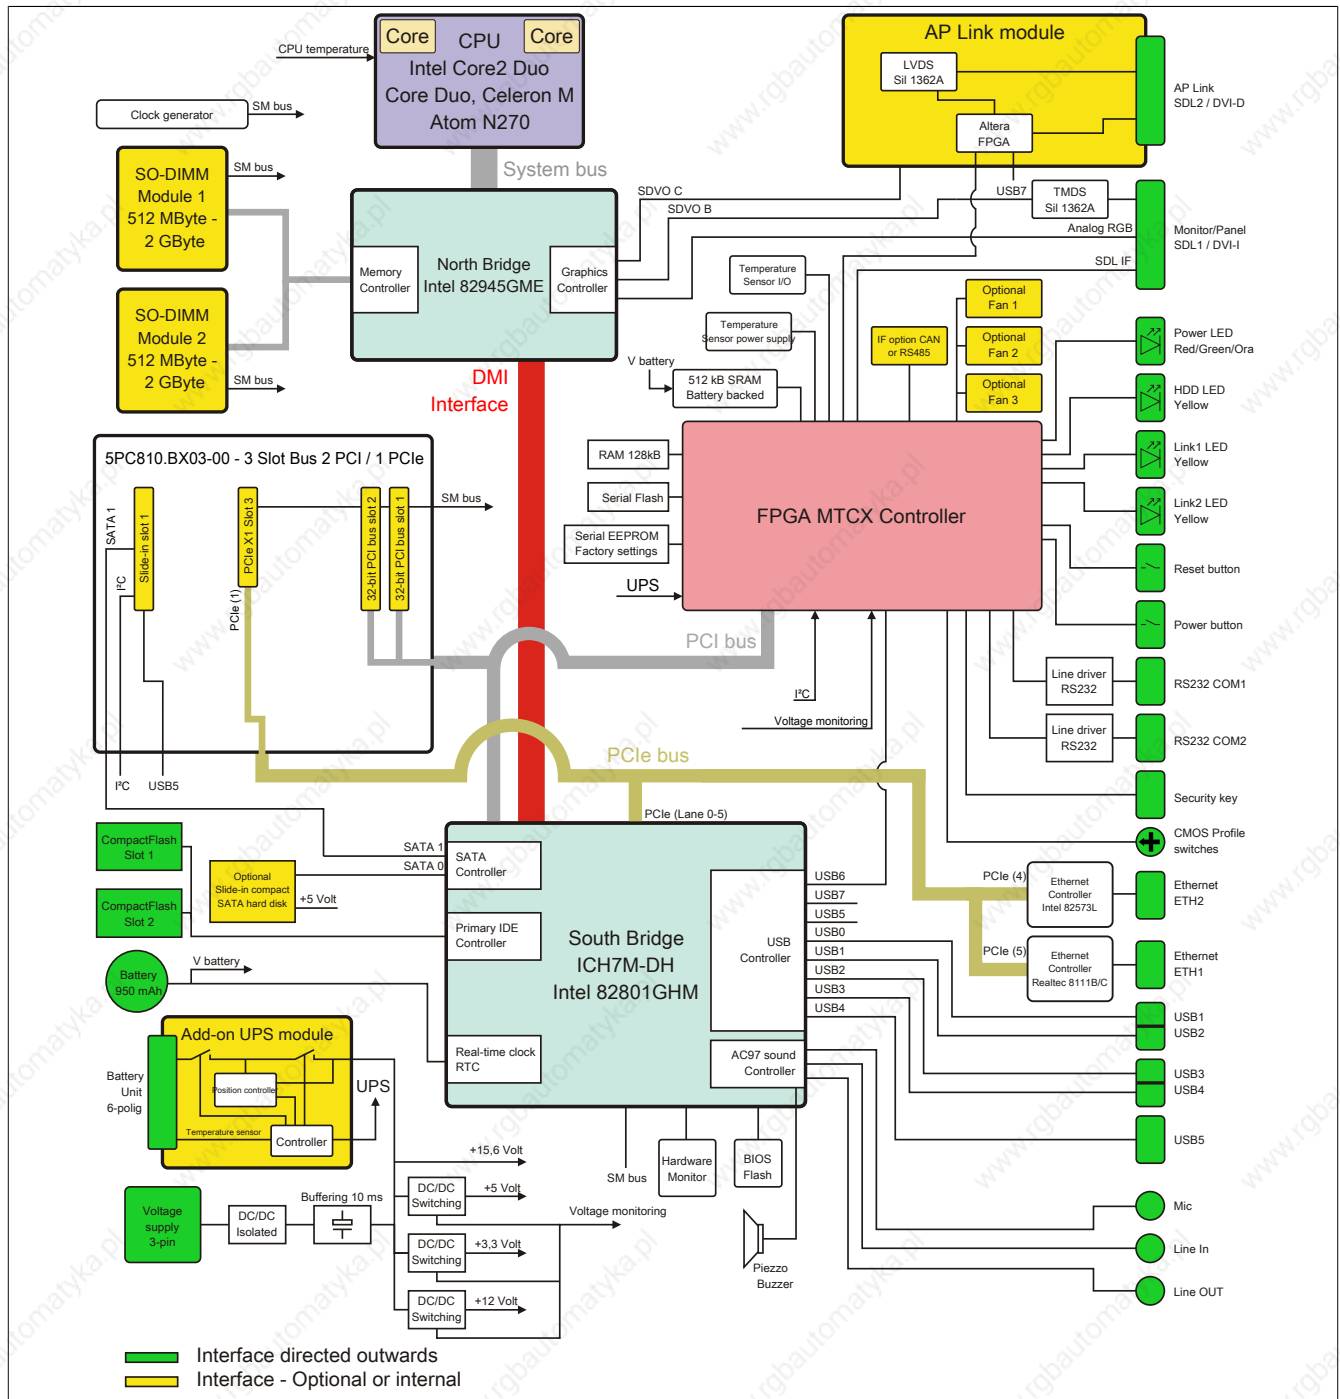 Core
CPU
Core
CPU temperature
Intel Core2 Duo
Core Duo, Celeron M
Atom N270
System bus
Clock generator
SM bus
SO-DIMM
Module 1
512 MByte -
2 GByte
SM bus
SO-DIMM
Module 2
512 MByte -
2 GByte
SM bus
Memory
Controller
North Bridge
Intel 82945GME
Graphics
Controller
DMI
Interface
AP Link module
LVDS
Sil 1362A
Altera
FPGA
AP Link
SDL2 / DVI-D
SDVO C
SDVO B
USB7
TMDS
Sil 1362A
Analog RGB
Monitor/Panel
SDL1 / DVI-I
SDL IF
Temperature
Sensor I/O
Temperature
Sensor power supply
V battery
512 kB SRAM
Battery backed
IF option CAN
or RS485
Optional
Fan 1
Optional
Fan 2
Optional
Fan 3
Power LED
Red/Green/Ora
HDD LED
Yellow
Link1 LED
Yellow
Link2 LED
Yellow
Reset button
Power button
RAM 128kB
Serial Flash
Serial EEPROM
Factory settings
UPS
FPGA MTCX Controller
5PC810.BX03-00 - 3 Slot Bus 2 PCI / 1 PCIe
SATA 1
Slide-in slot 1
I²C
PCIe X1 Slot 3
PCIe (1)
32-bit PCI bus slot 2
32-bit PCI bus slot 1
SM bus
I²C
USB5
PCI bus
I²C
Voltage monitoring
Line driver
RS232
RS232 COM1
Line driver
RS232
RS232 COM2
Security key
CMOS Profile
switches
PCIe bus
PCIe (Lane 0-5)
CompactFlash
Slot 1
CompactFlash
Slot 2
Optional
Slide-in compact
SATA hard disk
+5 Volt
SATA 1
SATA 0
SATA
Controller
Primary IDE
Controller
South Bridge
ICH7M-DH
Intel 82801GHM
USB
Controller
USB6
USB7
USB5
USB0
USB1
USB2
USB3
USB4
PCIe (4)
Ethernet
Controller
Intel 82573L
Ethernet
ETH2
PCIe (5)
Ethernet
Controller
Realtec 8111B/C
Ethernet
ETH1
USB1
USB2
USB3
USB4
USB5
Battery
950 mAh
V battery
Real-time clock
RTC
AC97 sound
Controller
Add-on UPS module
Battery
Unit
6-polig
Position controller
Temperature sensor
Controller
UPS
Voltage
supply
3-pin
DC/DC
Isolated
Buffering 10 ms
+15,6 Volt
DC/DC
Switching
+5 Volt
Voltage monitoring
DC/DC
Switching
+3,3 Volt
DC/DC
Switching
+12 Volt
SM bus
Hardware
Monitor
BIOS
Flash
Piezzo
Buzzer
Mic
Line In
Line OUT
Interface directed outwards
Interface - Optional or internal
www.rgbautomatyka.pl